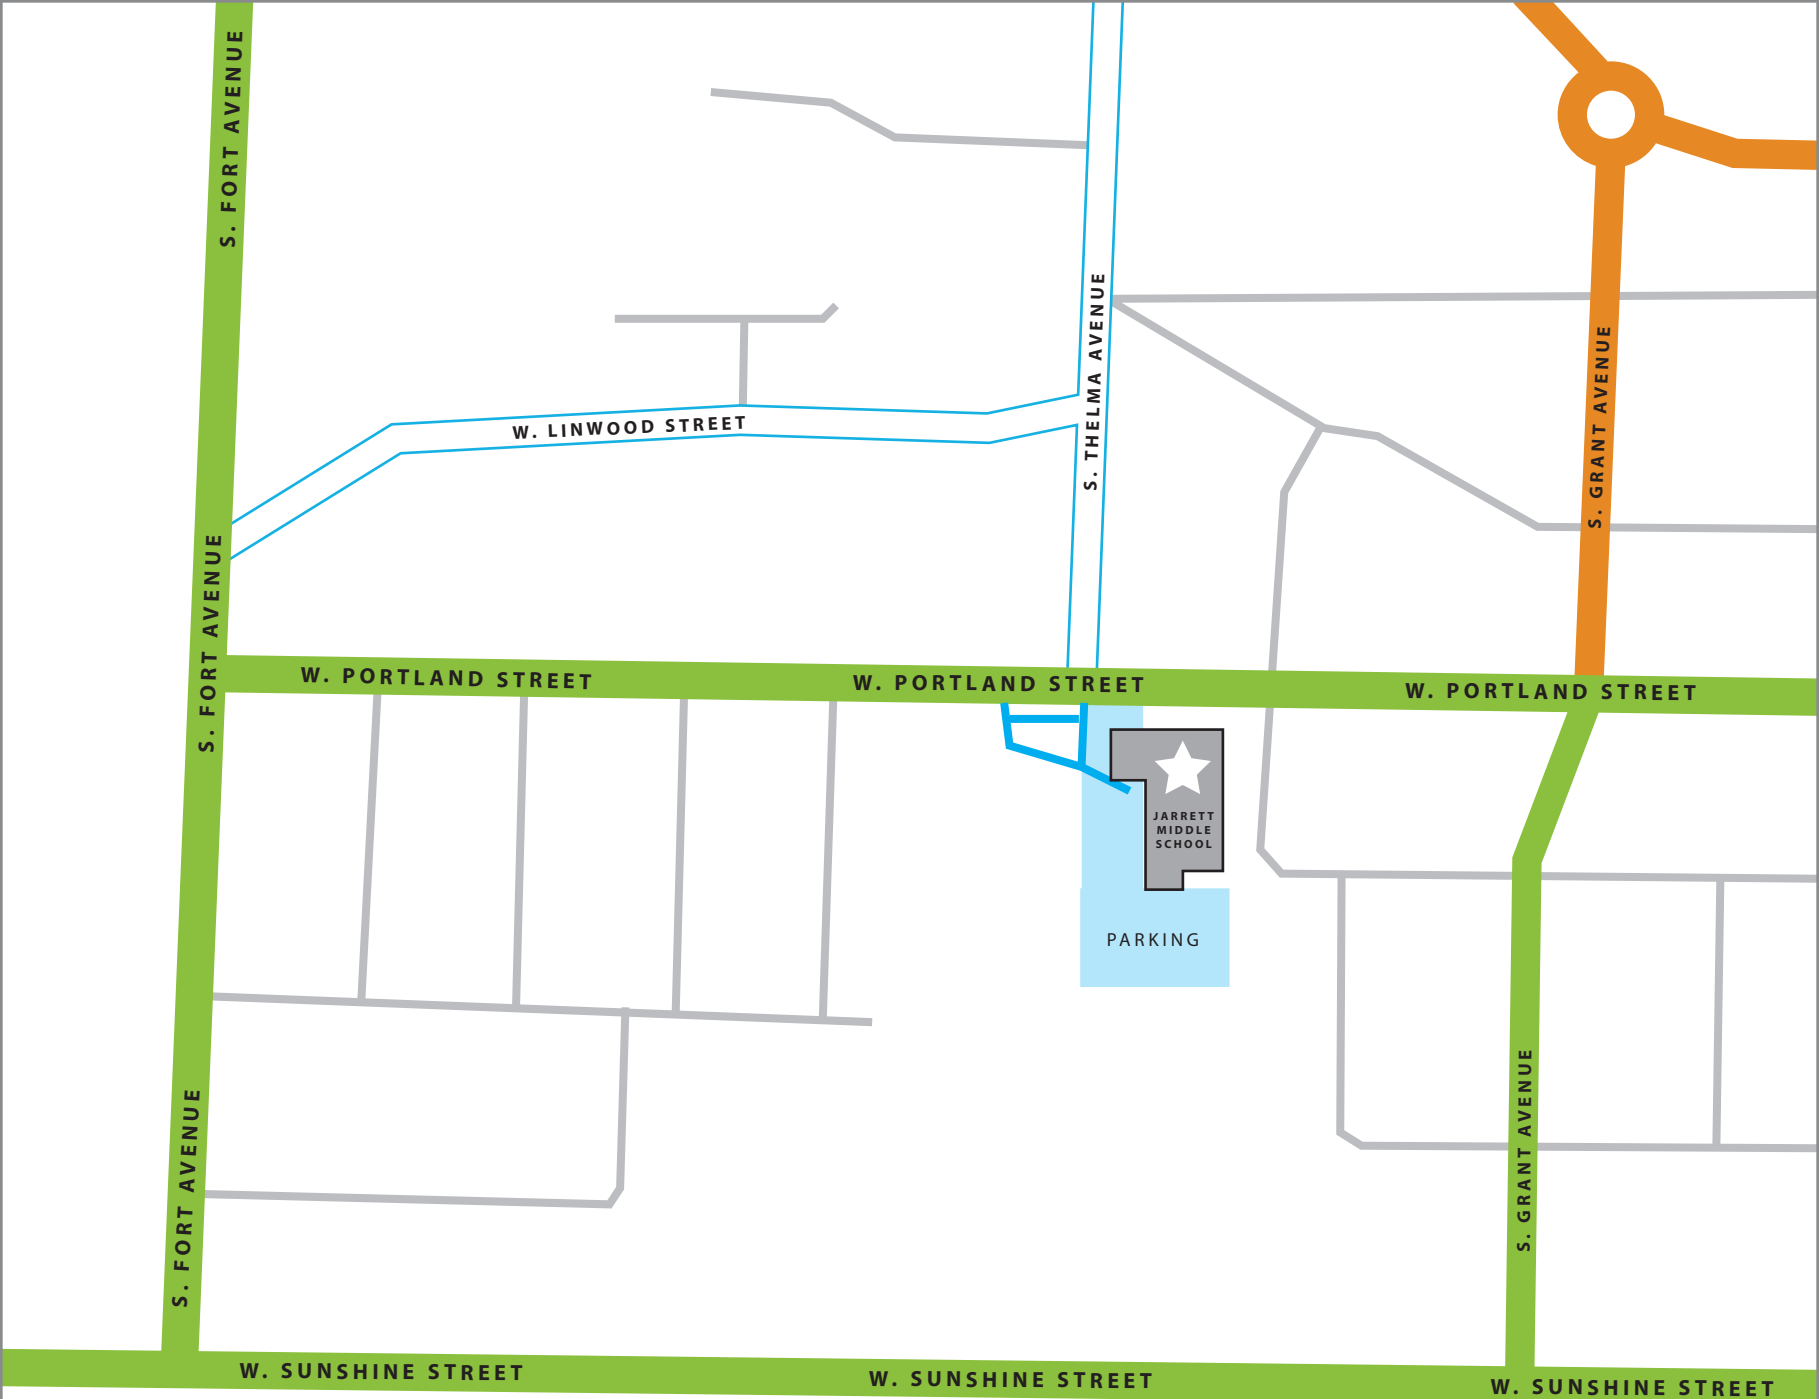 S. FORT AVENUE
S. THELMA AVENUE
S. GRANT AVENUE
W. LINWOOD STREET
S. FORT AVENUE
W. PORTLAND STREET
W. PORTLAND STREET
W. PORTLAND STREET
JARRETT
MIDDLE
SCHOOL
PARKING
S. FORT AVENUE
S. GRANT AVENUE
W. SUNSHINE STREET
W. SUNSHINE STREET
W. SUNSHINE STREET